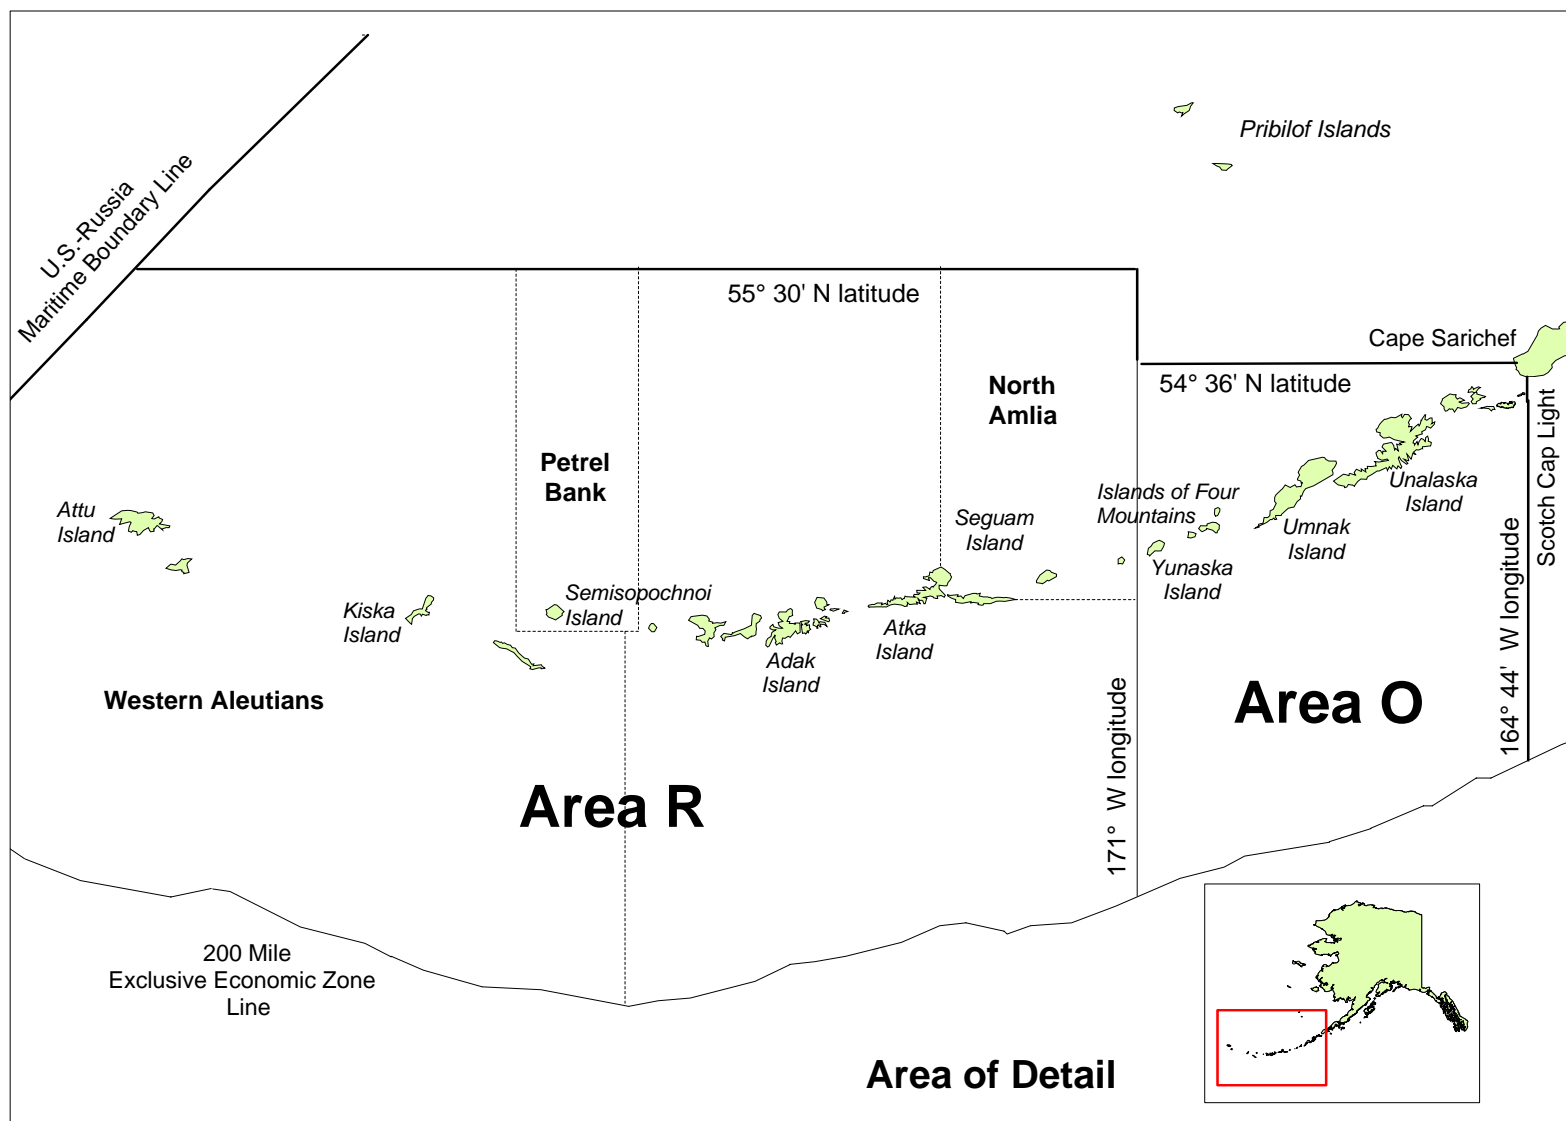 Pribilof Islands
U.S.-Russia
Maritime Boundary Line
55° 30' N latitude
Cape Sarichef
54° 36' N latitude
North
Amlia
Scotch Cap Light
Petrel
Bank
Islands of Four
Mountains
Unalaska
Island
Attu
Island
Seguam
Island
Umnak
Island
Yunaska
Island
Semisopochnoi
Island
Kiska
Island
Atka
Island
Adak
Island
Western Aleutians
164° 44' W longitude
Area O
171° W longitude
Area R
200 Mile
Exclusive Economic Zone
Line
Area of Detail